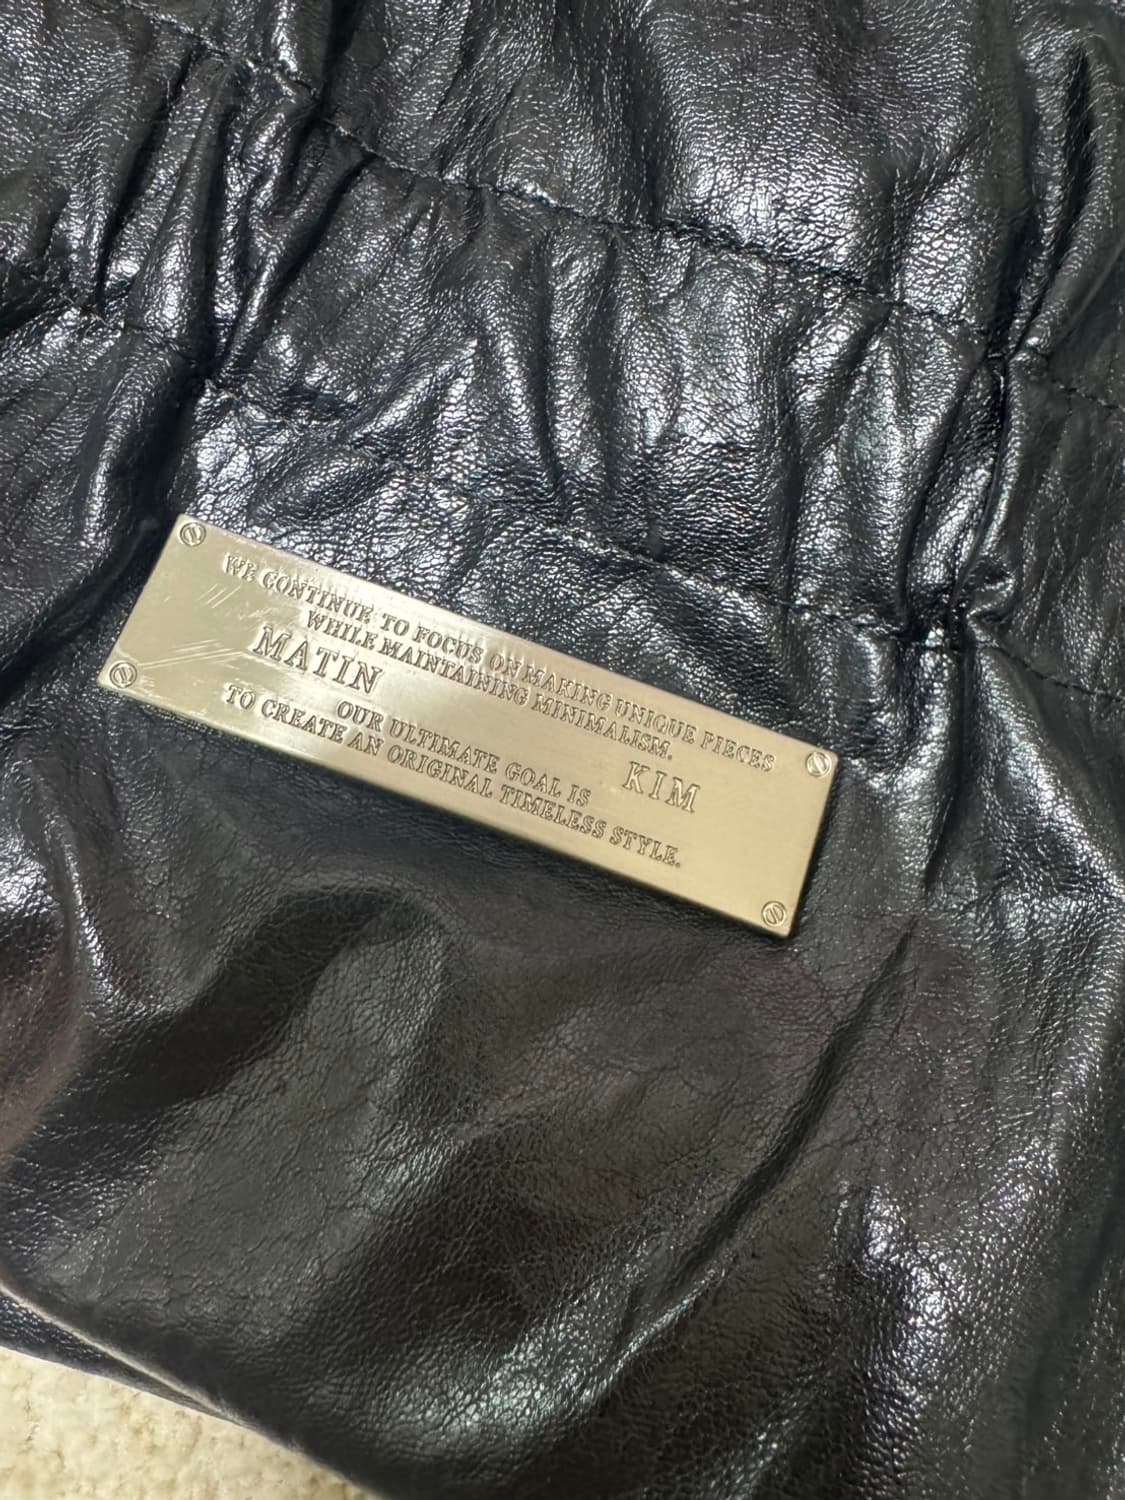 WE CONTINUE TO FOCUS ON MAKING UNIQUE PIECES
WHILE MAINTAINING MINIMALISM.
MATIN KIM
OUR ULTIMATE GOAL IS
TO CREATE AN ORIGINAL TIMELESS STYLE.